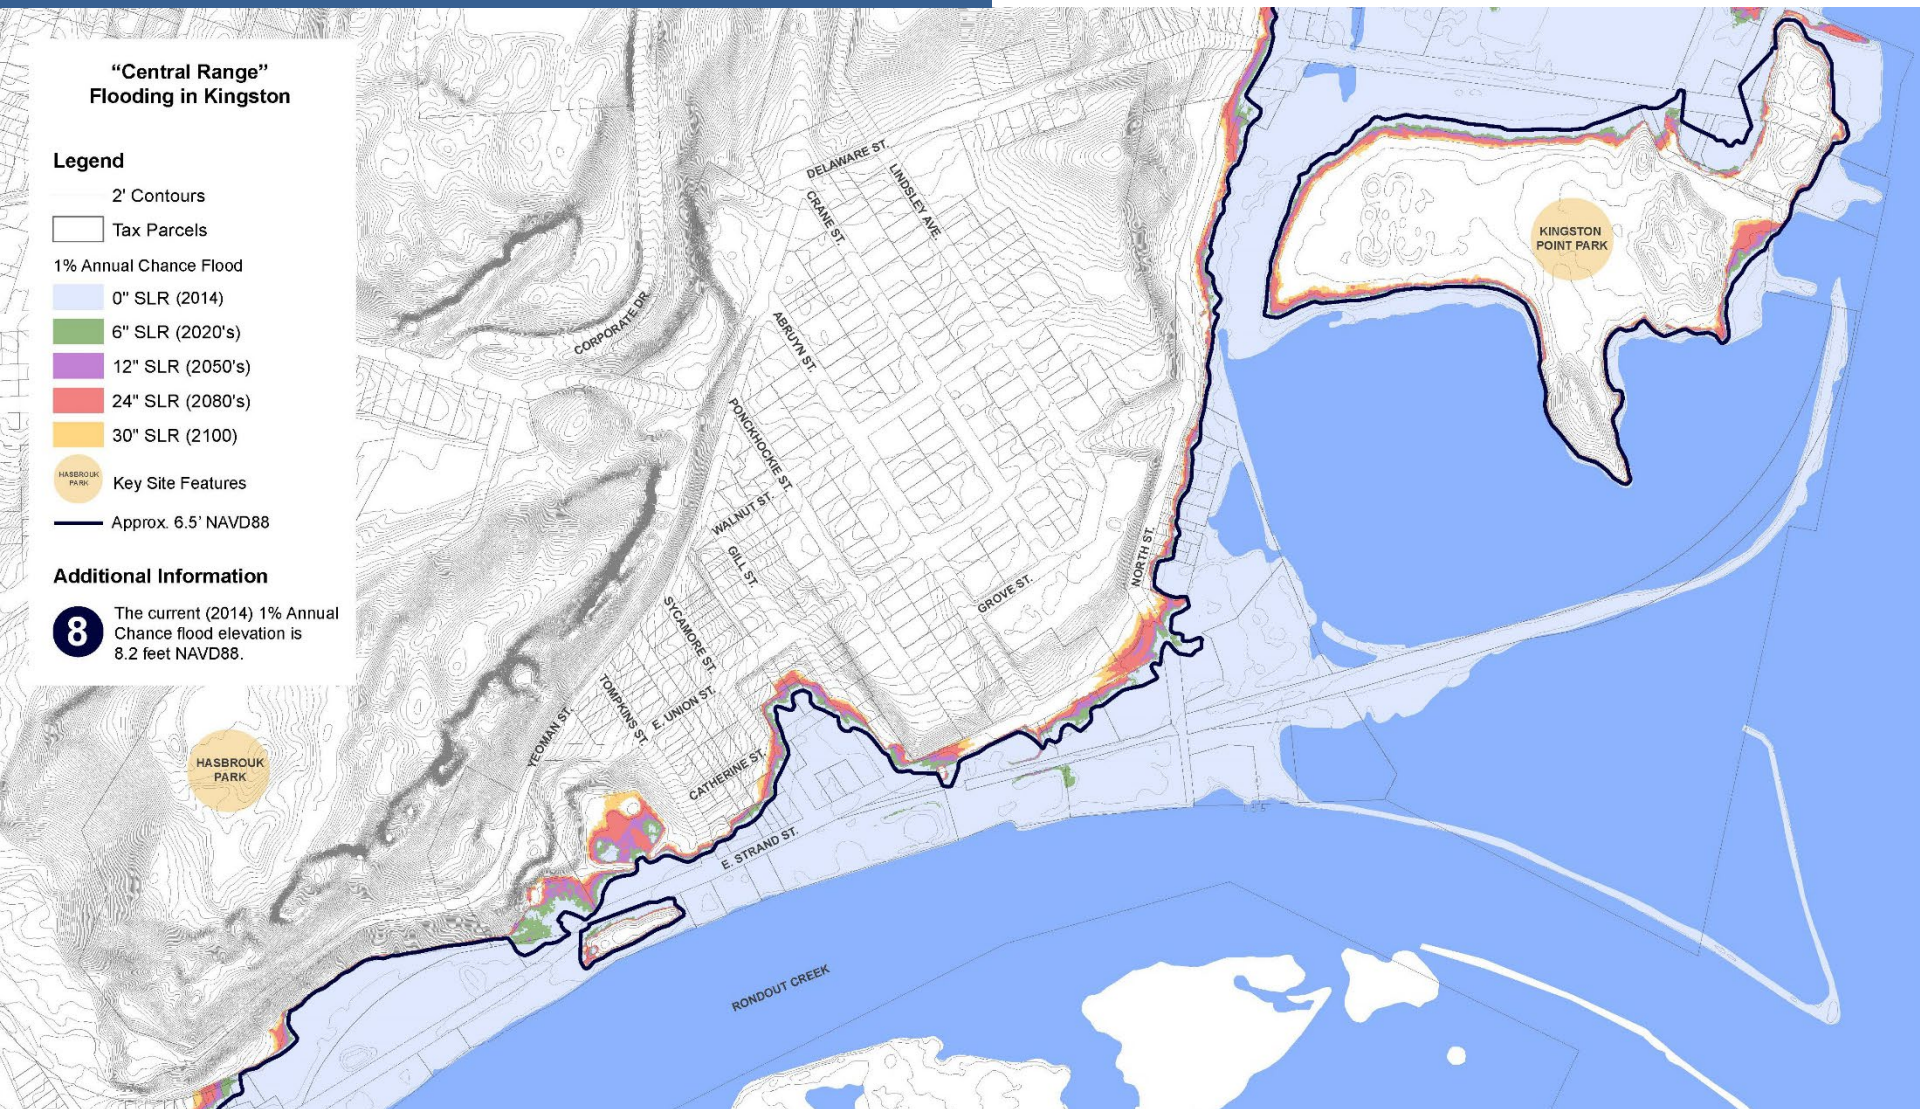 “Central Range”
Flooding in Kingston
Legend
2' Contours
Tax Parcels
1% Annual Chance Flood
0" SLR (2014)
6" SLR (2020's)
12" SLR (2050's)
24" SLR (2080's)
30" SLR (2100)
HASBROUK
PARK
Key Site Features
Approx. 6.5’ NAVD88
Additional Information
8
The current (2014) 1% Annual
Chance flood elevation is
8.2 feet NAVD88.
DELAWARE ST.
LINDSLEY AVE.
CRANE ST.
KINGSTON
POINT PARK
CORPORATE DR.
ABRUYN ST.
PONCKHOCKIE ST.
WALNUT ST.
GILL ST.
NORTH ST.
GROVE ST.
SYCAMORE ST.
TOMPKINS ST.
E. UNION ST.
YEOMAN ST.
CATHERINE ST.
HASBROUK
PARK
E. STRAND ST.
RONDOUT CREEK